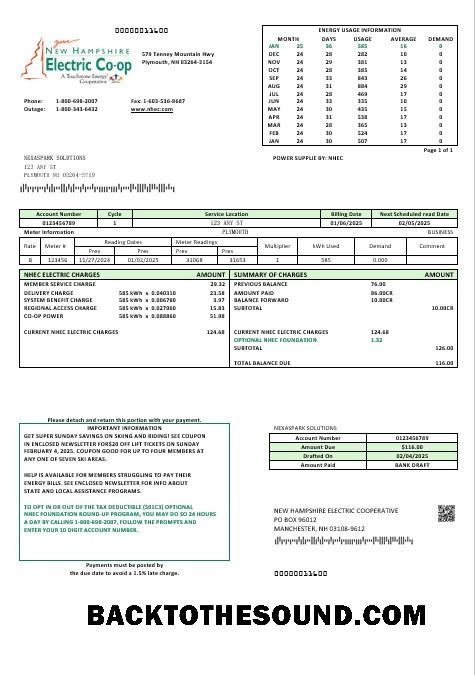 00000011600
your
NEW HAMPSHIRE
Electric Co-op
A Touchstone Energy
Cooperative
579 Tenney Mountain Hwy
Plymouth, NH 03264-3154
Phone: 1-800-698-2007 Fax: 1-603-536-8687
Outage: 1-800-343-6432 www.nhec.com
ENERGY USAGE INFORMATION
MONTH DAYS USAGE AVERAGE DEMAND
JAN 25 36 585 16 0
DEC 24 28 282 10 0
NOV 24 29 381 13 0
OCT 24 28 385 14 0
SEP 24 33 843 26 0
AUG 24 31 884 29 0
JUL 24 28 469 17 0
JUN 24 33 335 10 0
MAY 24 30 435 15 0
APR 24 31 538 17 0
MAR 24 28 365 13 0
FEB 24 30 524 17 0
JAN 24 30 507 17 0
Page 1 of 1
POWER SUPPLIE BY: NHEC
NEXASPARK SOLUTIONS
123 ANY ST
PLYMOUTH NH 03264-5719
Account Number Cycle Service Location Billing Date Next Scheduled read Date
0123456789 1 123 ANY ST 01/06/2025 02/05/2025
Meter Information PLYMOUTH BUSINESS
Rate Meter # Reading Dates Meter Readings Multiplier kWh Used Demand Comment
Prev Prev Prev Prev
B 123456 11/27/2024 01/02/2025 31068 31653 1 585 0.000
NHEC ELECTRIC CHARGES AMOUNT
MEMBER SERVICE CHARGE 29.32
DELIVERY CHARGE 585 kWh x 0.040310 23.58
SYSTEM BENEFIT CHARGE 585 kWh x 0.006780 3.97
REGIONAL ACCESS CHARGE 585 kWh x 0.027060 15.83
CO-OP POWER 585 kWh x 0.088860 51.98
CURRENT NHEC ELECTRIC CHARGES 124.68
SUMMARY OF CHARGES AMOUNT
PREVIOUS BALANCE 76.00
AMOUNT PAID 86.00CR
BALANCE FORWARD 10.00CR
SUBTOTAL 10.00CR
CURRENT NHEC ELECTRIC CHARGES 124.68
OPTIONAL NHEC FOUNDATION 1.32
SUBTOTAL 126.00
TOTAL BALANCE DUE 116.00
Please detach and return this portion with your payment.
IMPORTANT INFORMATION
GET SUPER SUNDAY SAVINGS ON SKIING AND RIDING! SEE COUPON
IN ENCLOSED NEWSLETTER FOR$20 OFF LIFT TICKETS ON SUNDAY
FEBRUARY 4, 2025. COUPON GOOD FOR UP TO FOUR MEMBERS AT
ANY ONE OF SEVEN SKI AREAS.
HELP IS AVAILABLE FOR MEMBERS STRUGGLING TO PAY THEIR
ENERGY BILLS. SEE ENCLOSED NEWSLETTER FOR INFO ABOUT
STATE AND LOCAL ASSISTANCE PROGRAMS.
TO OPT IN OR OUT OF THE TAX DEDUCTIBLE (501C3) OPTIONAL
NHEC FOUNDATION ROUND-UP PROGRAM, YOU MAY DO SO 24 HOURS
A DAY BY CALLING 1-800-698-2007, FOLLOW THE PROMPTS AND
ENTER YOUR 10 DIGIT ACCOUNT NUMBER.
Payments must be posted by
the due date to avoid a 1.5% late charge.
NEXASPARK SOLUTIONS
Account Number 0123456789
Amount Due $116.00
Drafted On 02/04/2025
Amount Paid BANK DRAFT
NEW HAMPSHIRE ELECTRIC COOPERATIVE
PO BOX 96012
MANCHESTER, NH 03108-9612
00000011600
BACKTOTHESOUND.COM